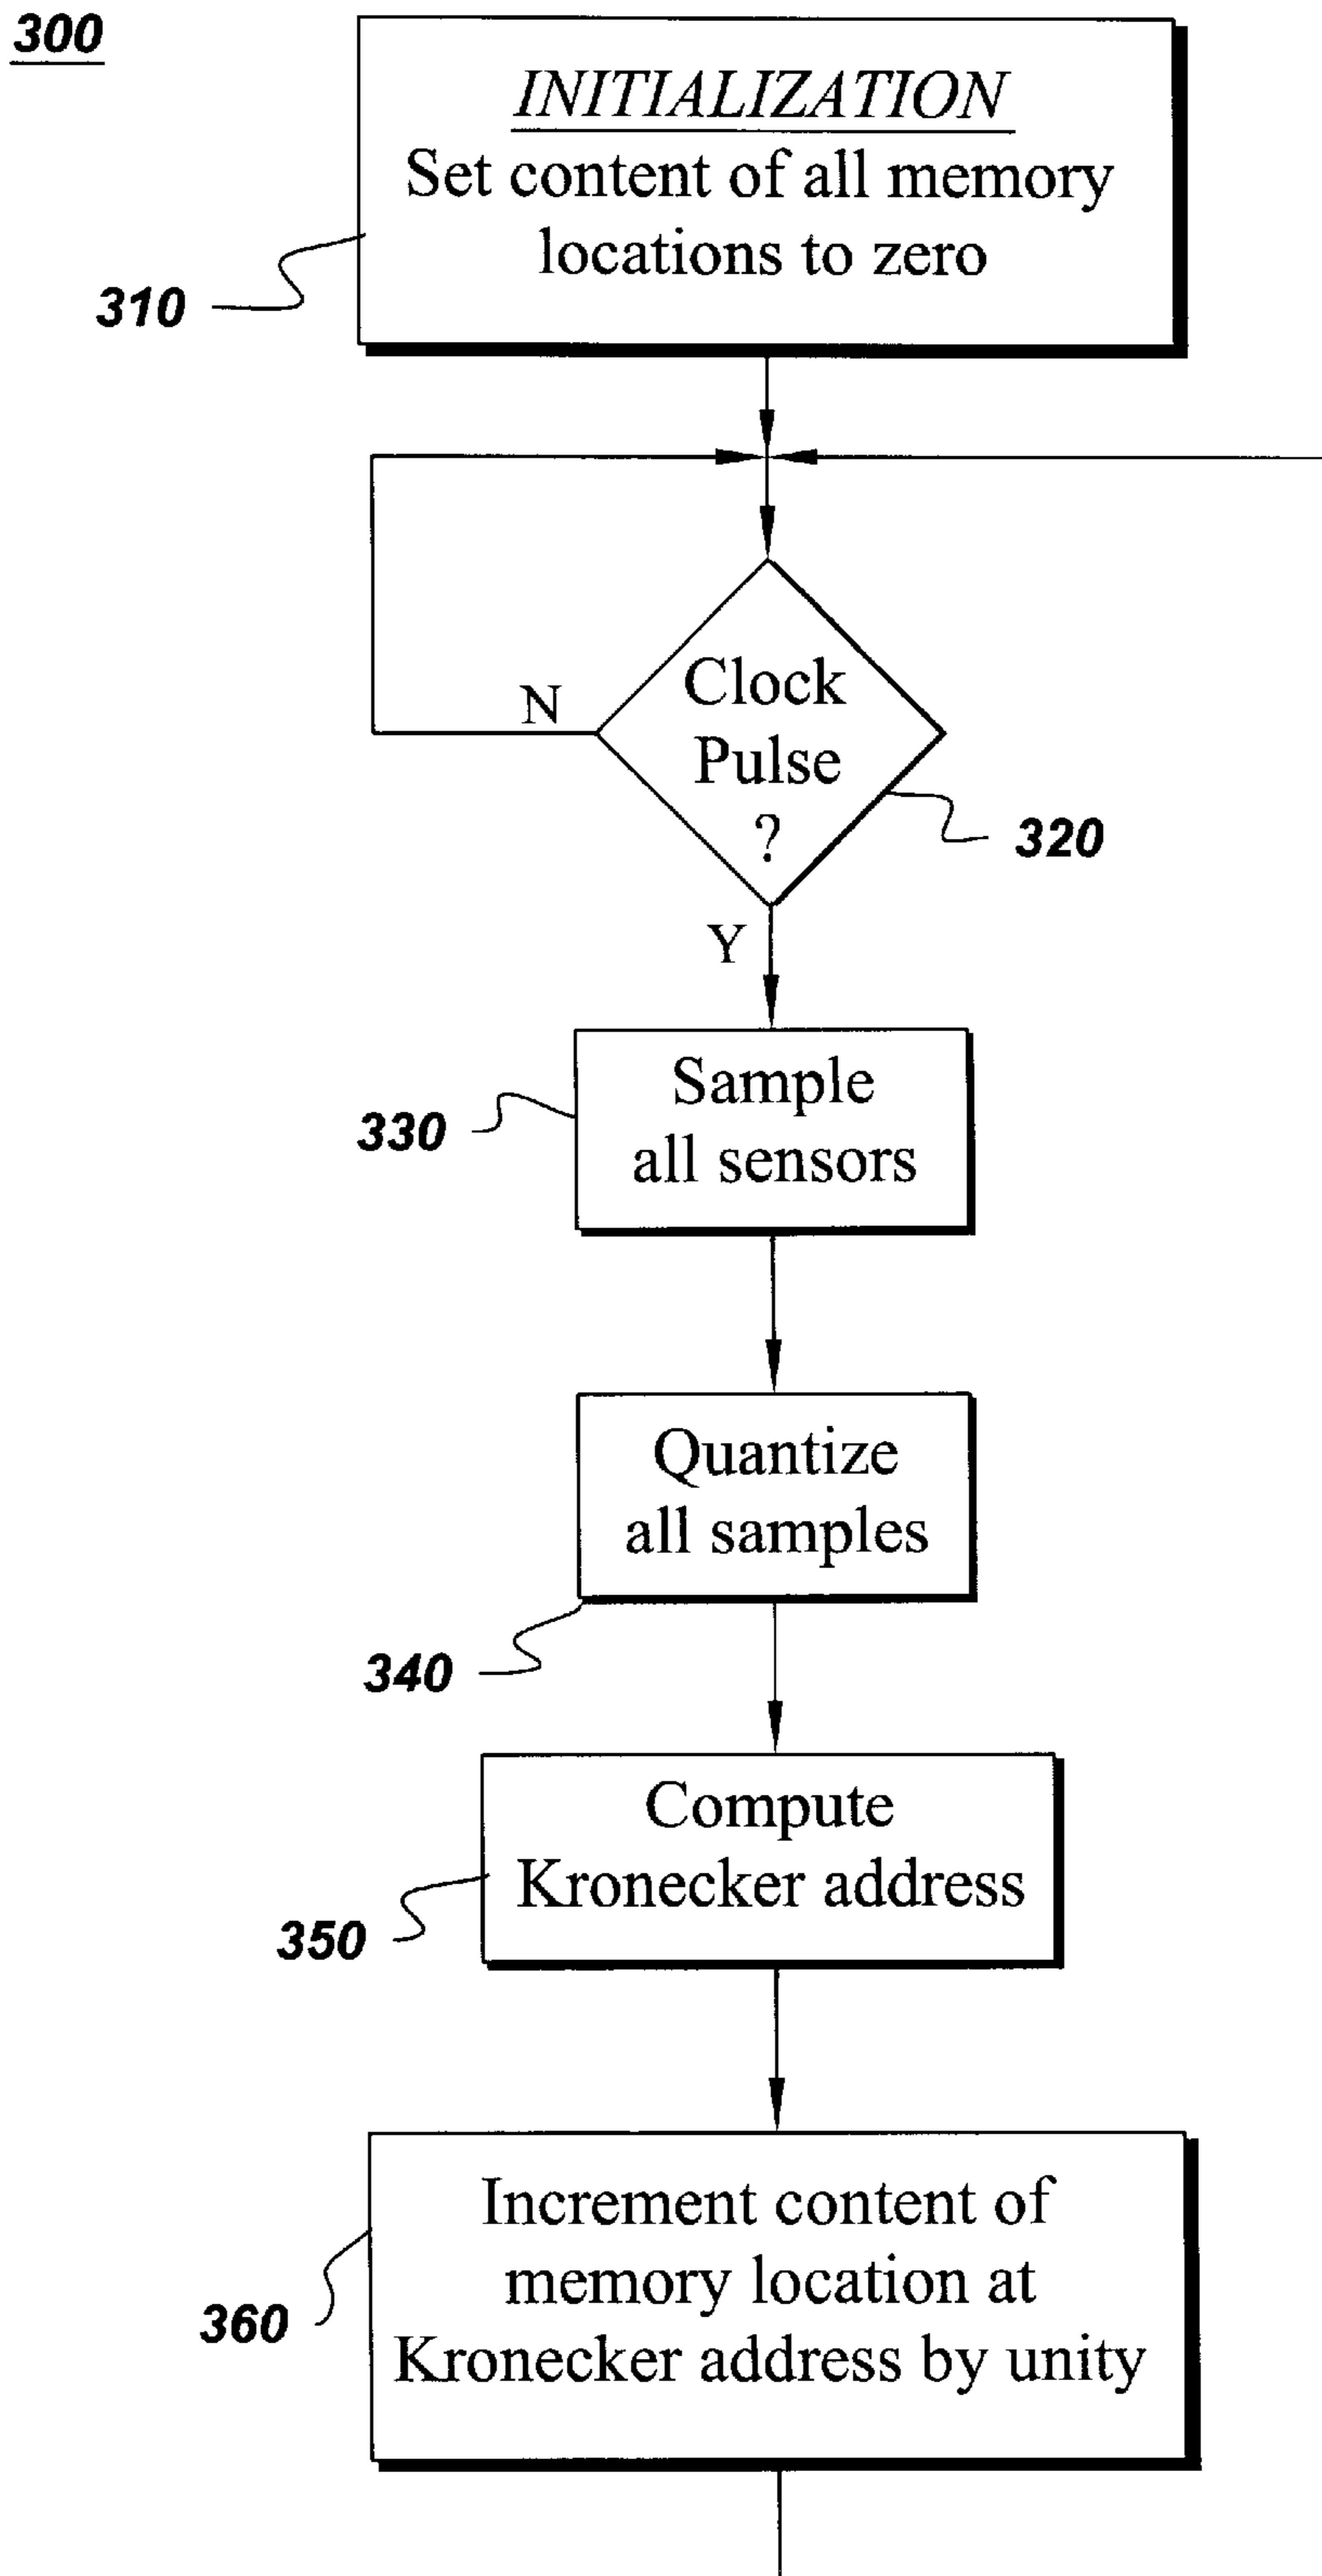 300
INITIALIZATION
Set content of all memory
locations to zero
310
N
Clock
Pulse
?
320
Y
Sample
all sensors
330
Quantize
all samples
340
Compute
Kronecker address
350
Increment content of
memory location at
Kronecker address by unity
360